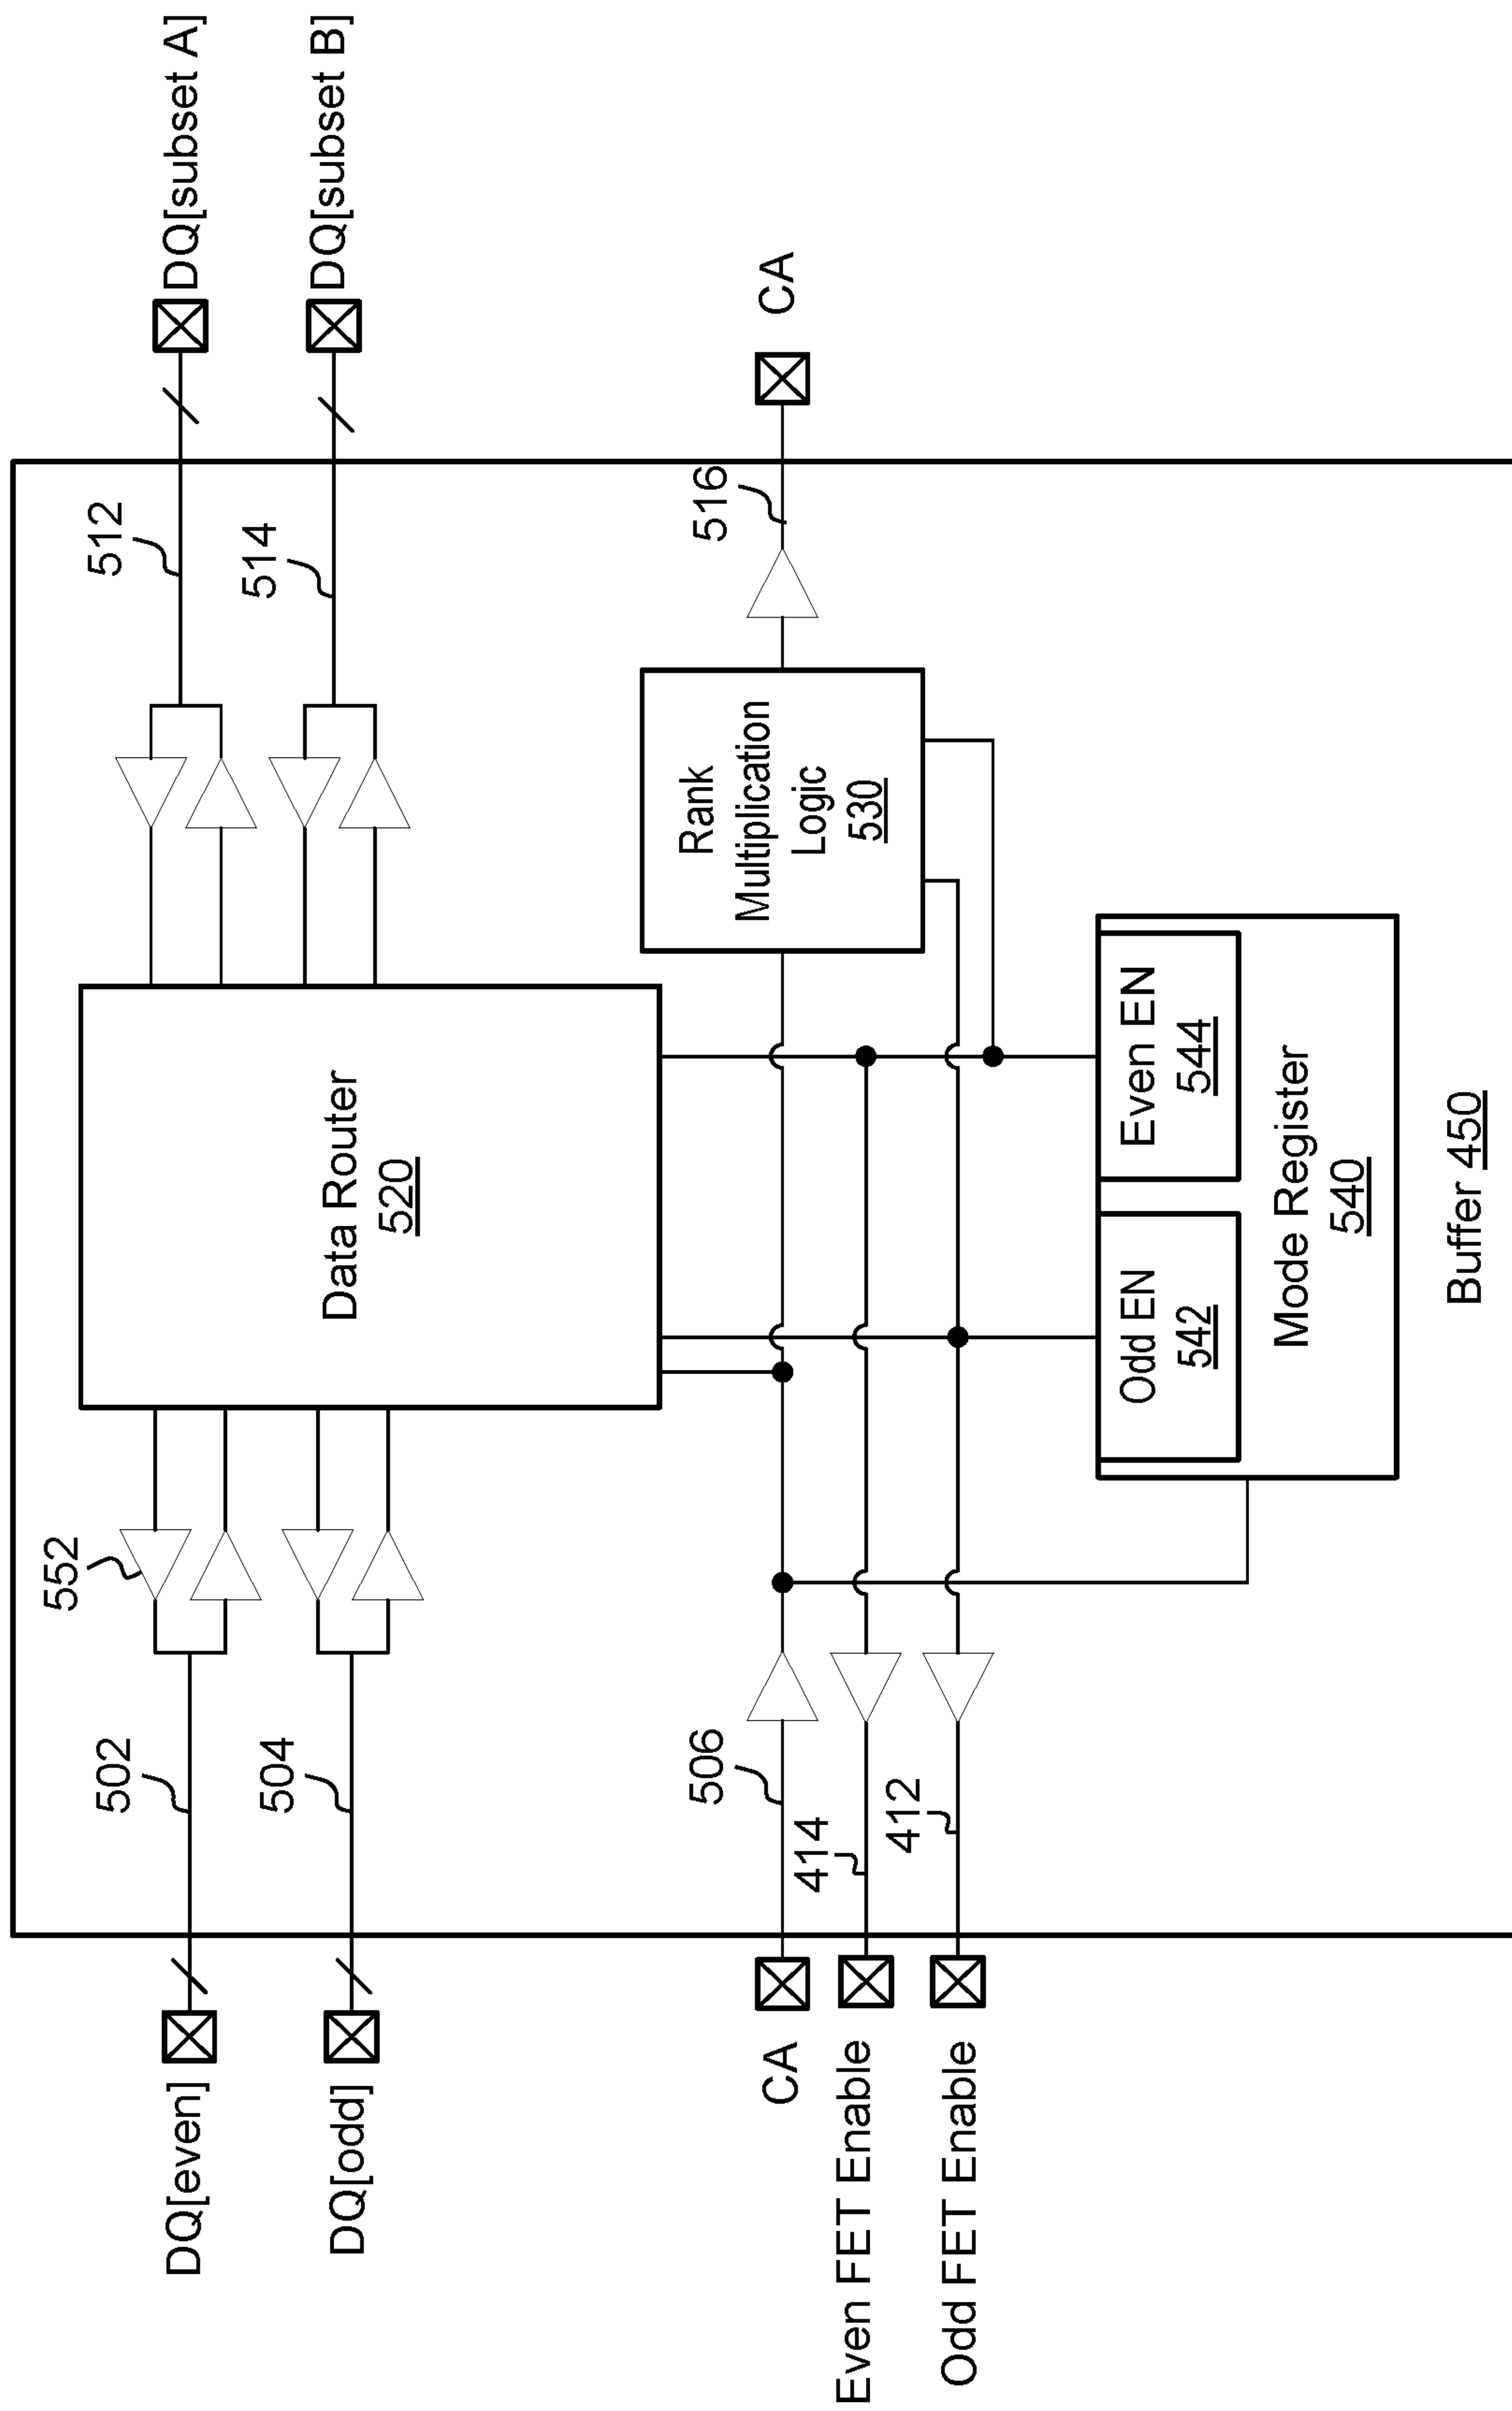 552
502
DQ[even]
504
DQ[odd]
Data Router
520
512
DQ[subset A]
514
DQ[subset B]
506
CA
414
Even FET Enable
412
Odd FET Enable
Rank
Multiplication
Logic
530
516
CA
Odd EN
542
Even EN
544
Mode Register
540
Buffer 450